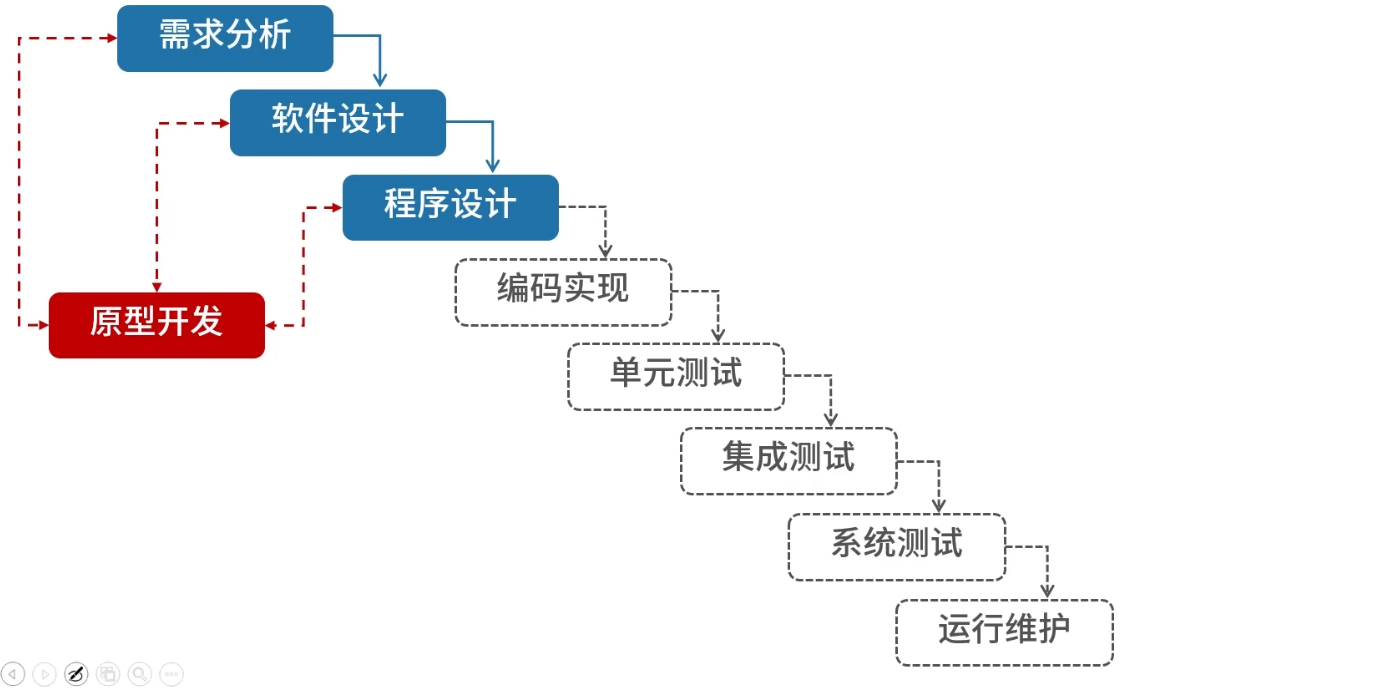 需求分析
软件设计
程序设计
编码实现
原型开发
单元测试
集成测试
系统测试
运行维护